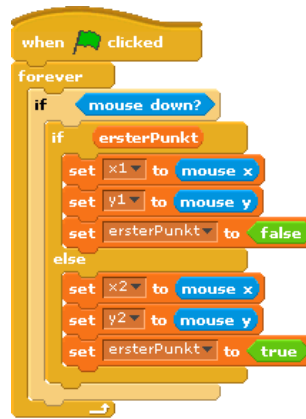 when clicked
forever
if mouse down?
if ersterPunkt
set x1 to mouse x
set y1 to mouse y
set ersterPunkt to false
else
set x2 to mouse x
set y2 to mouse y
set ersterPunkt to true